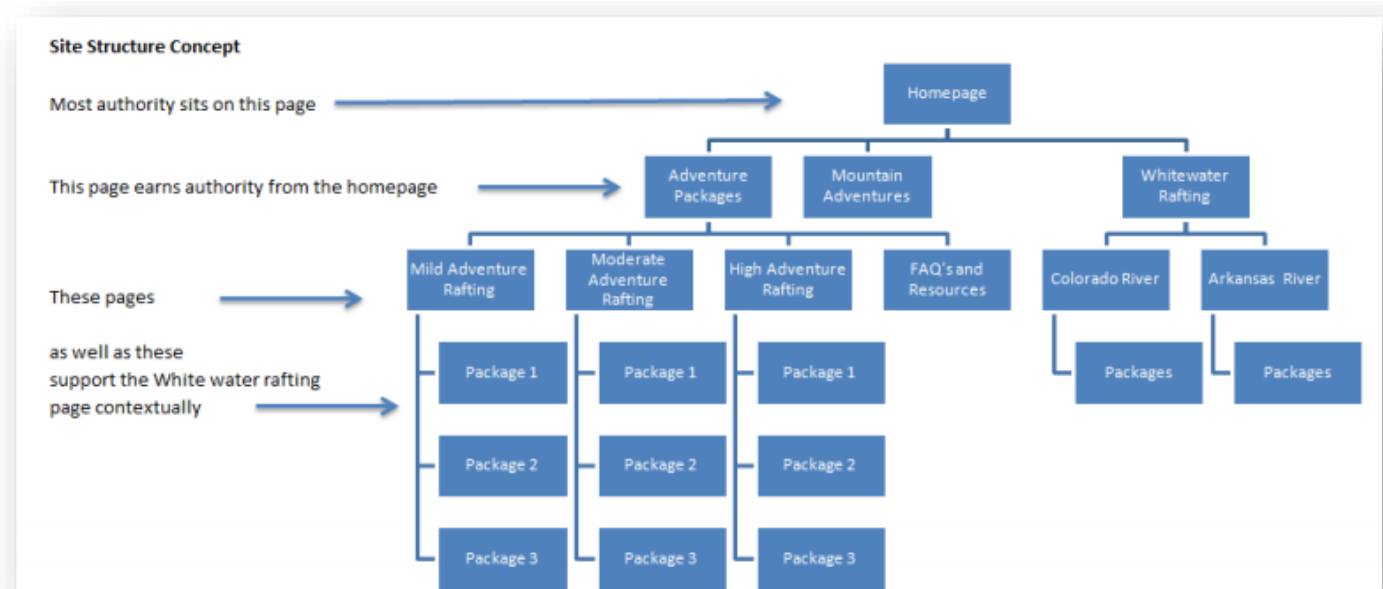 Site Structure Concept
Most authority sits on this page
Homepage
This page earns authority from the homepage
Adventure
Packages
Mountain
Adventures
Whitewater
Rafting
These pages
Mild Adventure
Rafting
Moderate
Adventure
Rafting
High Adventure
Rafting
FAQ's and
Resources
Colorado River
Arkansas River
as well as these
support the White water rafting
page contextually
Package 1
Package 1
Package 1
Packages
Packages
Package 2
Package 2
Package 2
Package 3
Package 3
Package 3